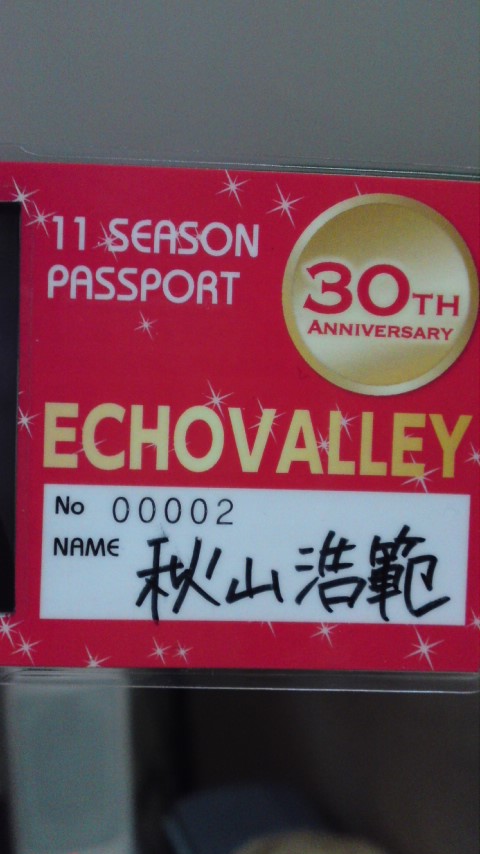 11 SEASON
PASSPORT
30TH
ANNIVERSARY
ECHOVALLEY
No 00002
NAME 秋山浩範